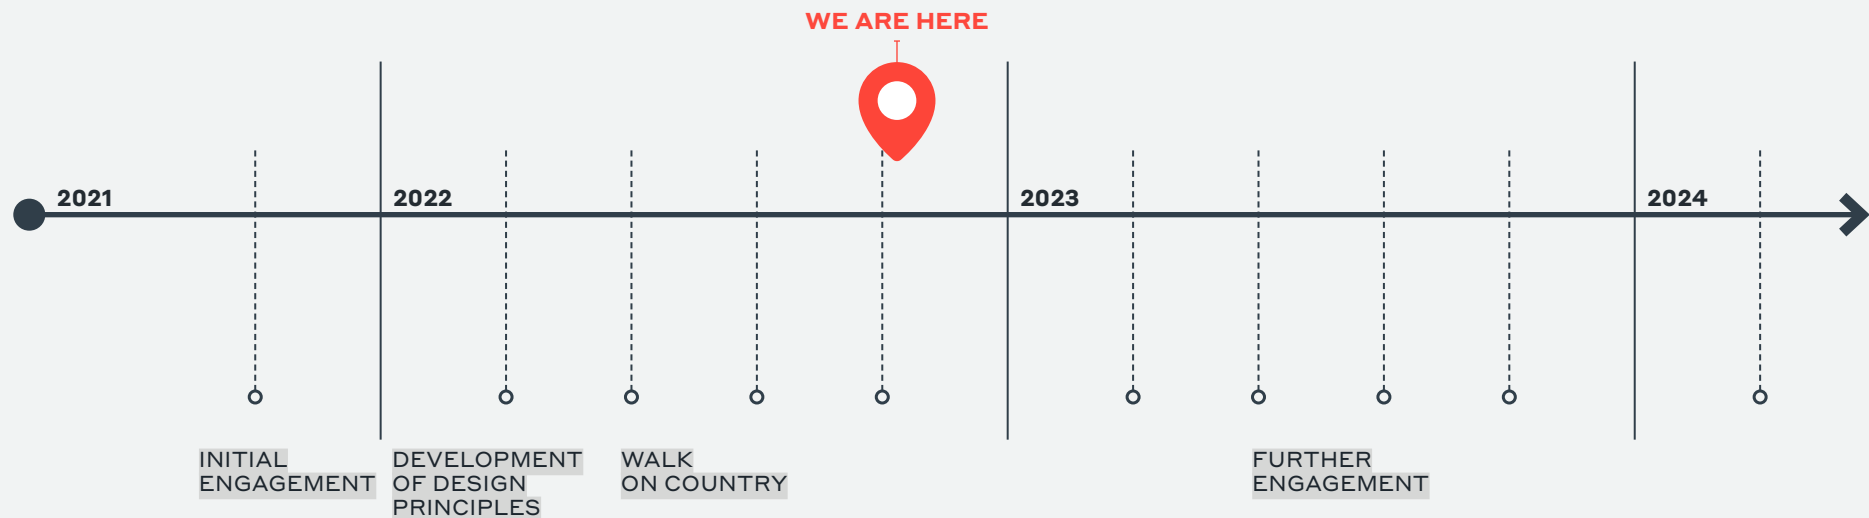 WE ARE HERE
2021
2022
2023
2024
INITIAL
ENGAGEMENT
DEVELOPMENT
OF DESIGN
PRINCIPLES
WALK
ON COUNTRY
FURTHER
ENGAGEMENT